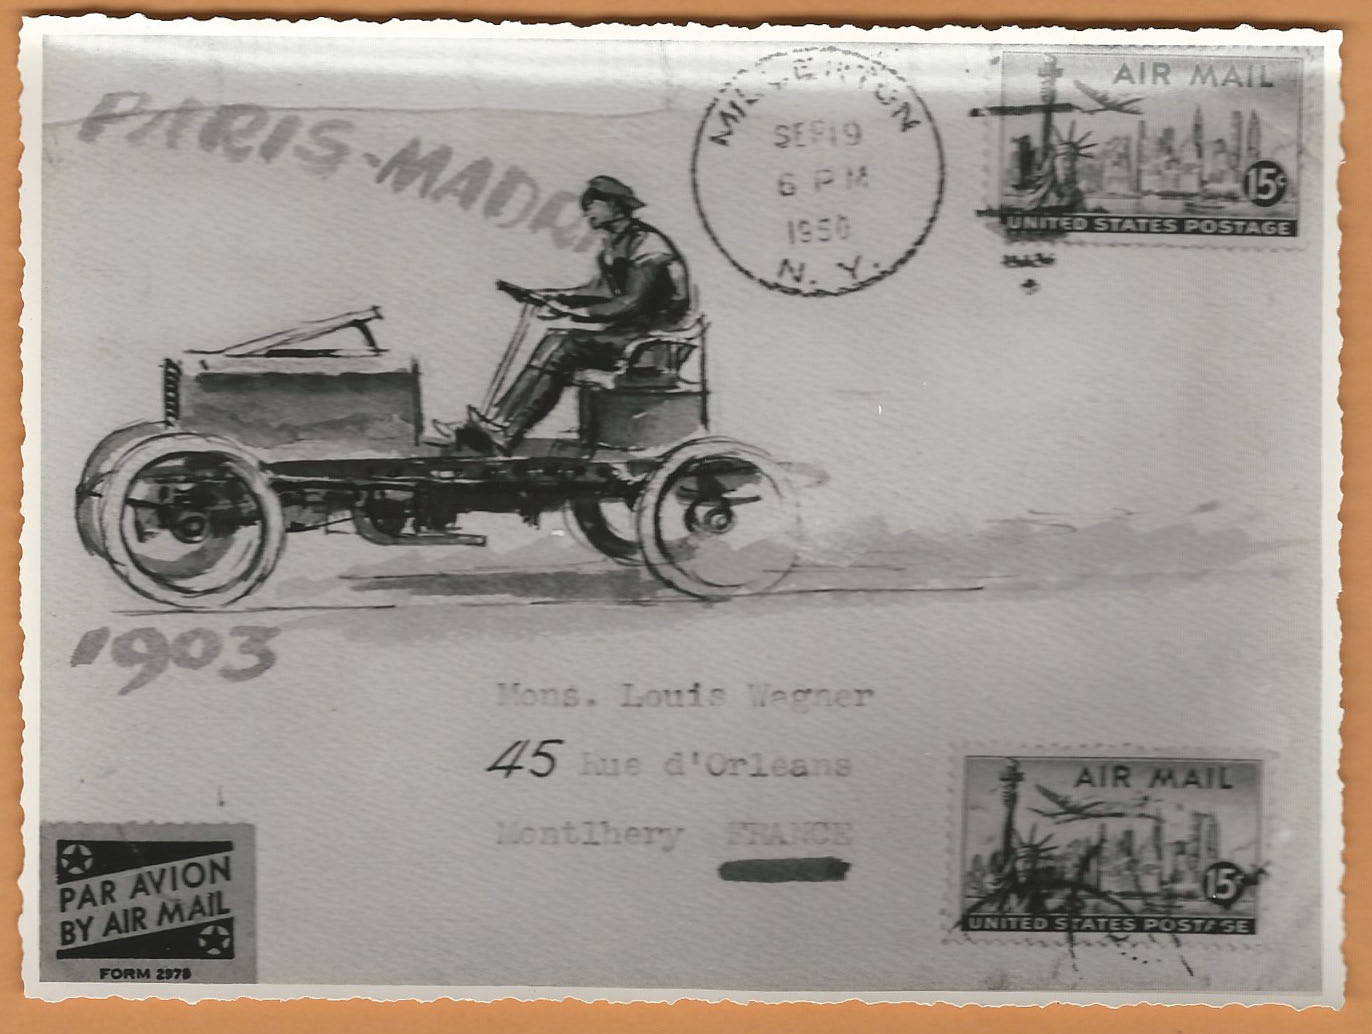 PARIS-MADRI
MILLERTON
SEP 19
6 PM
1950
N. Y.
AIR MAIL
15¢
UNITED STATES POSTAGE
1903
Mons. Louis Wagner
45 Rue d'Orleans
Montlhery FRANCE
AIR MAIL
15¢
UNITED STATES POSTAGE
PAR AVION
BY AIR MAIL
FORM 2978